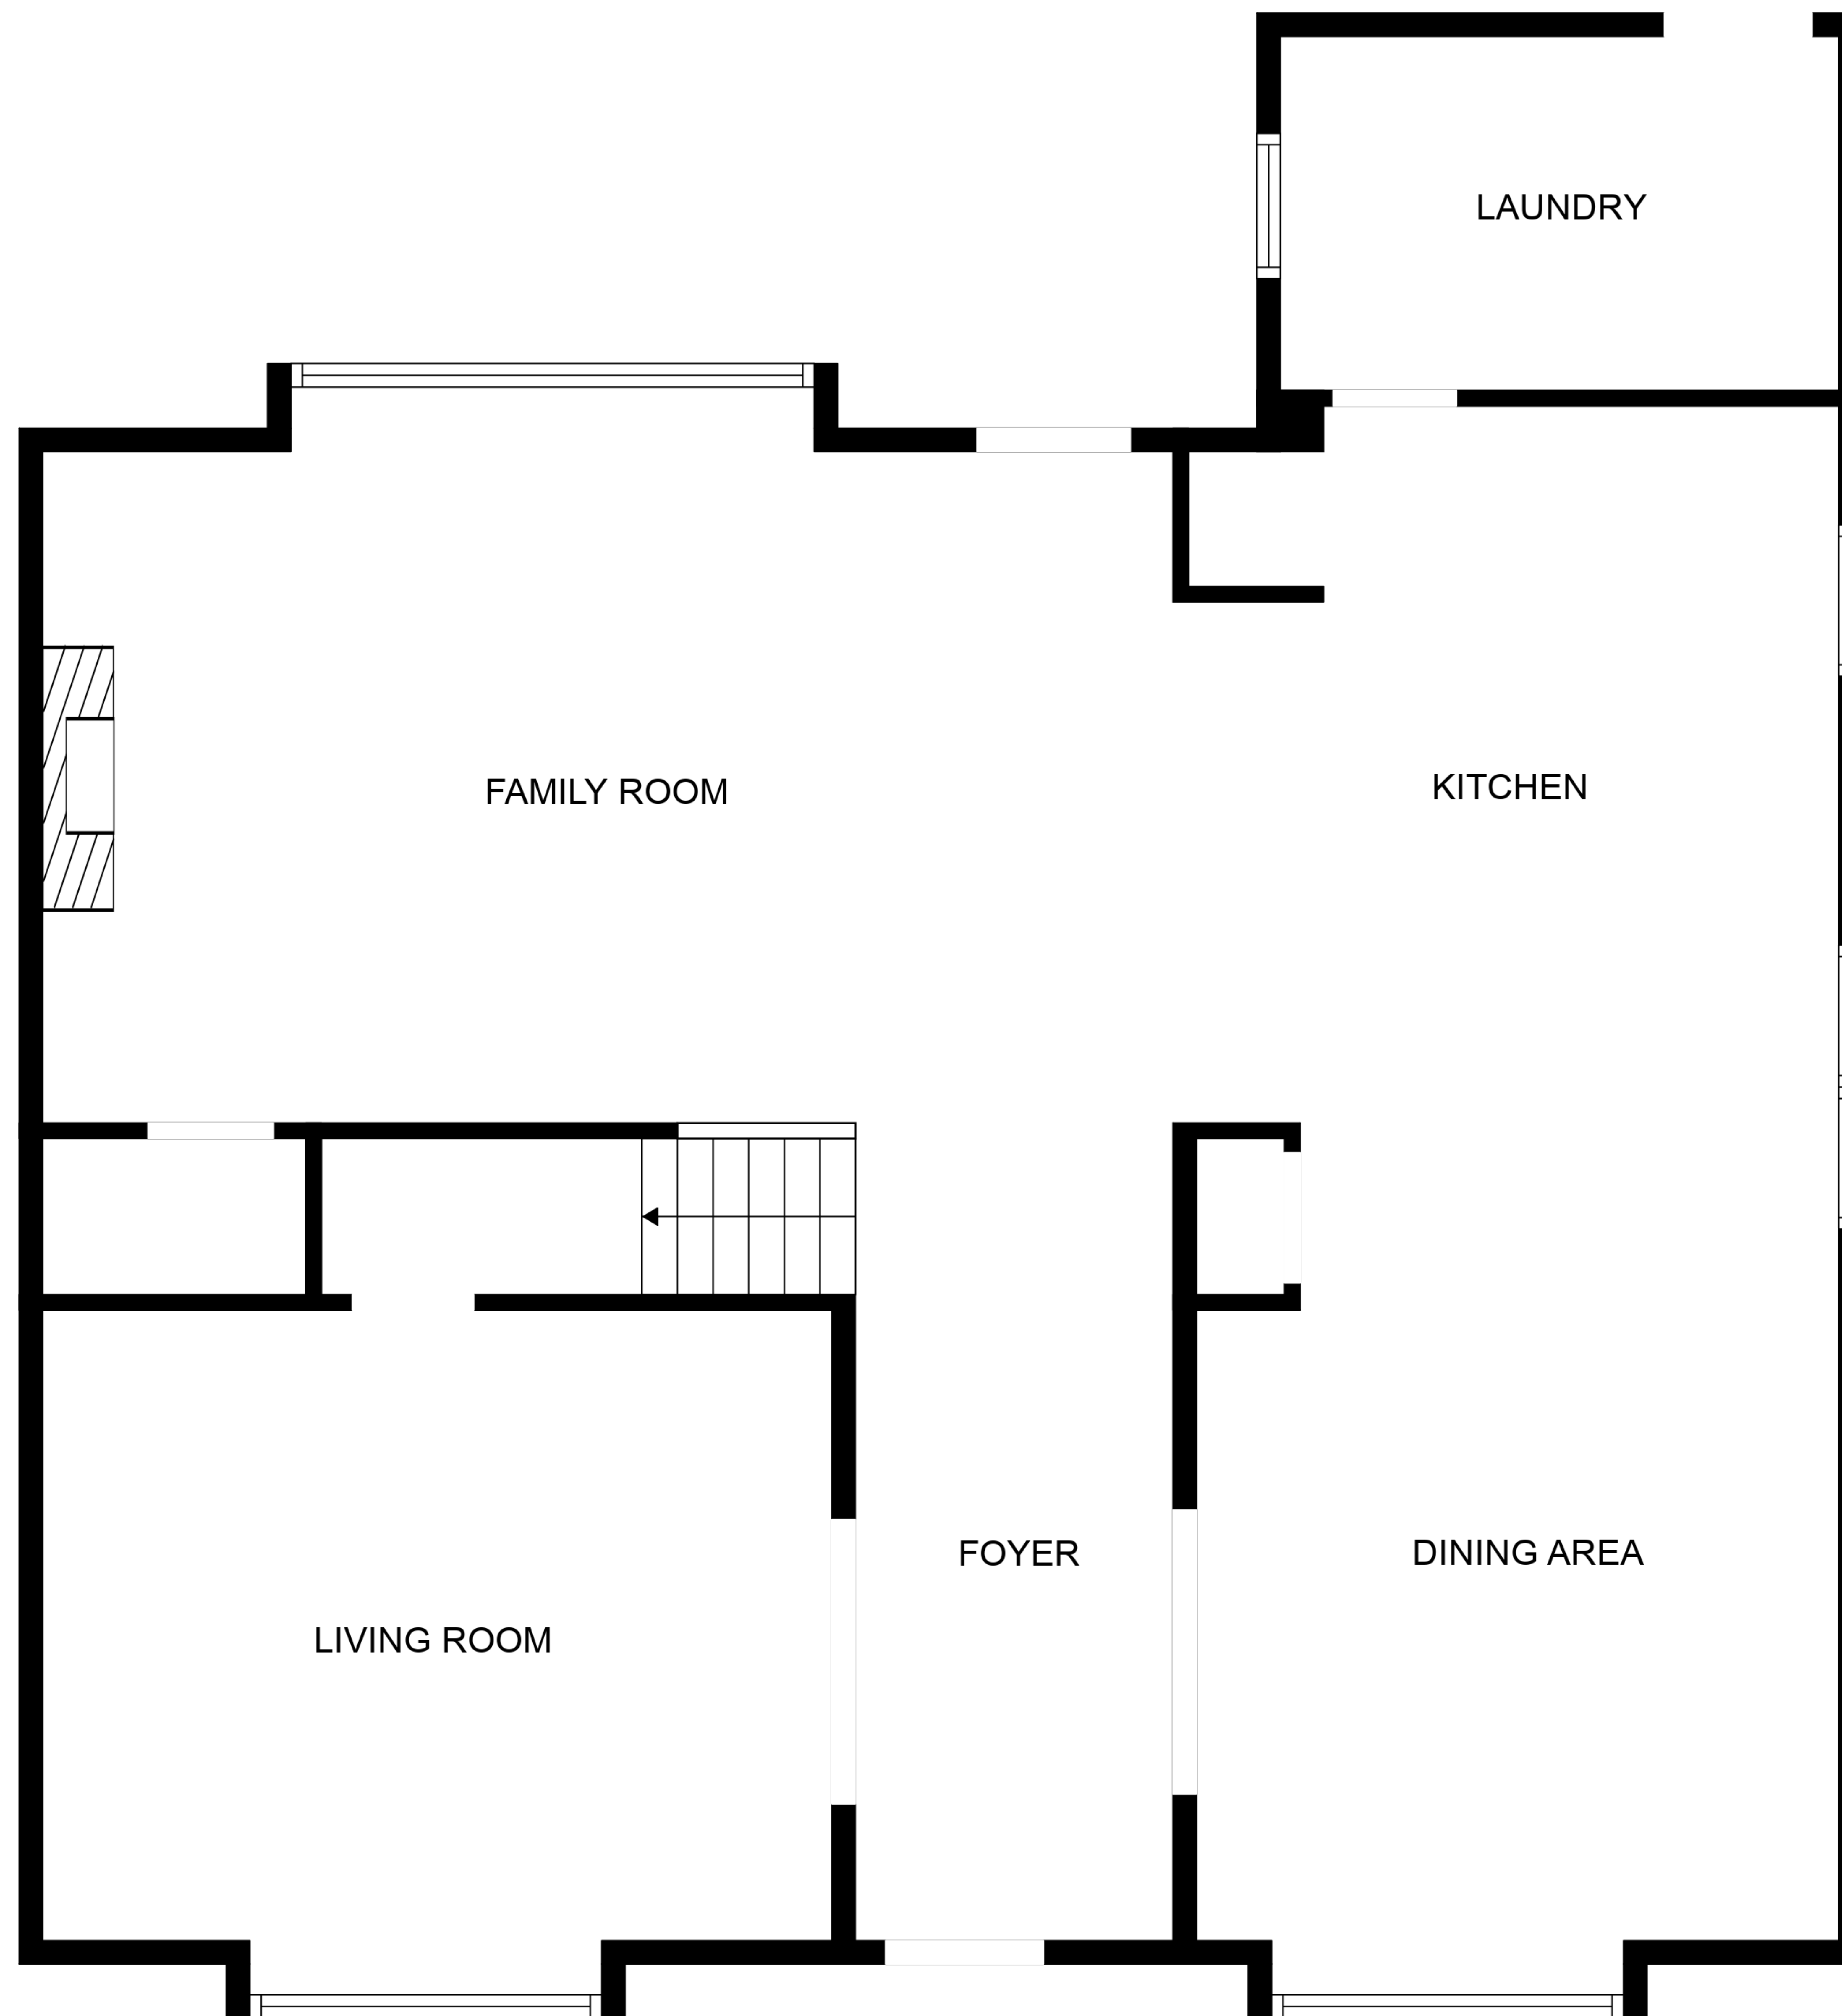 LAUNDRY
FAMILY ROOM
KITCHEN
FOYER
DINING AREA
LIVING ROOM